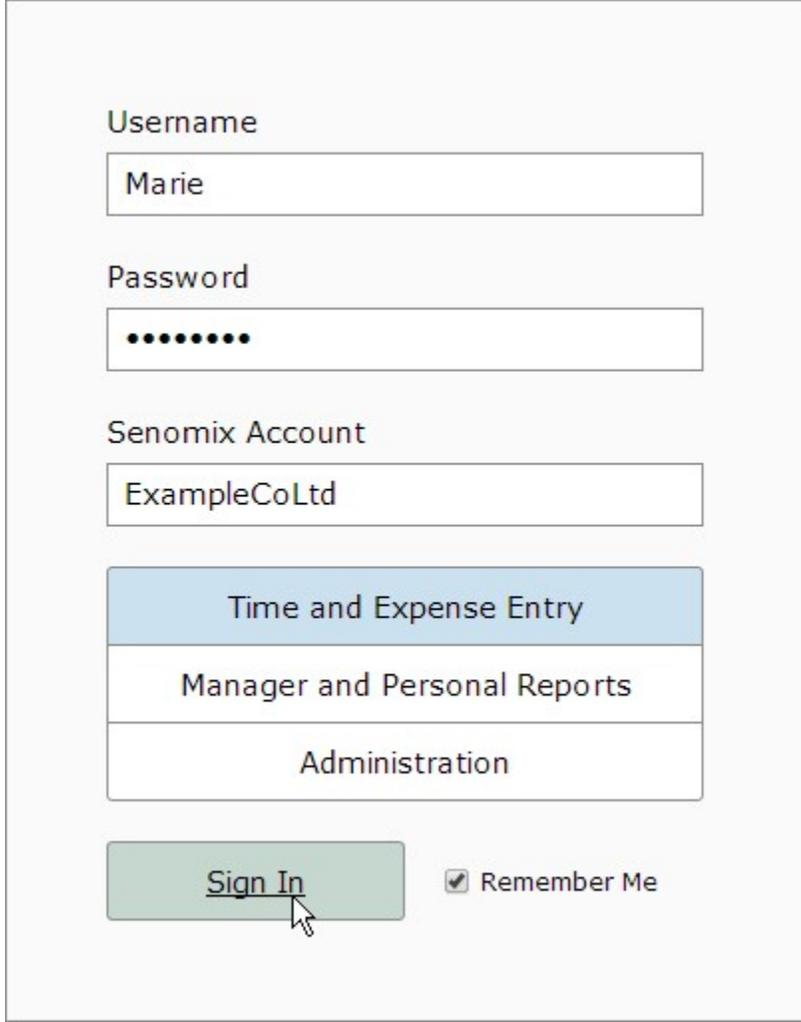 Username
Marie
Password
••••••••
Senomix Account
ExampleCoLtd
Time and Expense Entry
Manager and Personal Reports
Administration
Sign In
Remember Me